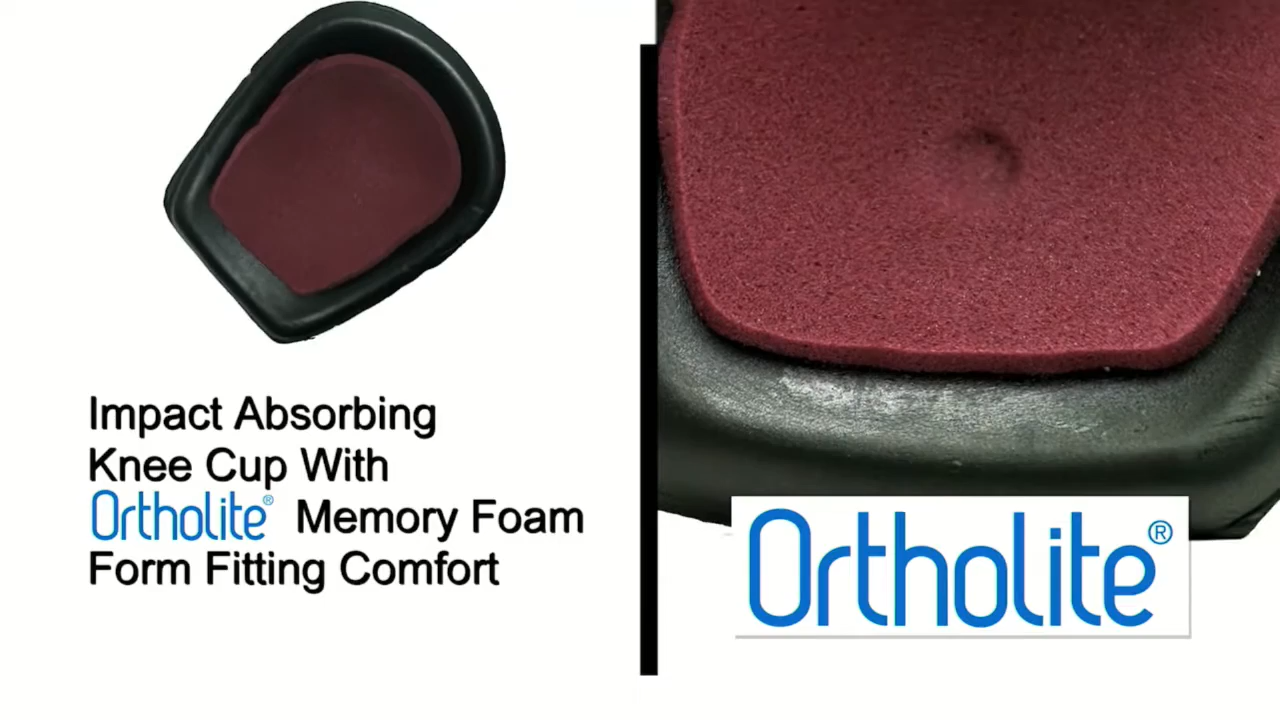 Impact Absorbing
Knee Cup With
Ortholite® Memory Foam
Form Fitting Comfort
Ortholite®